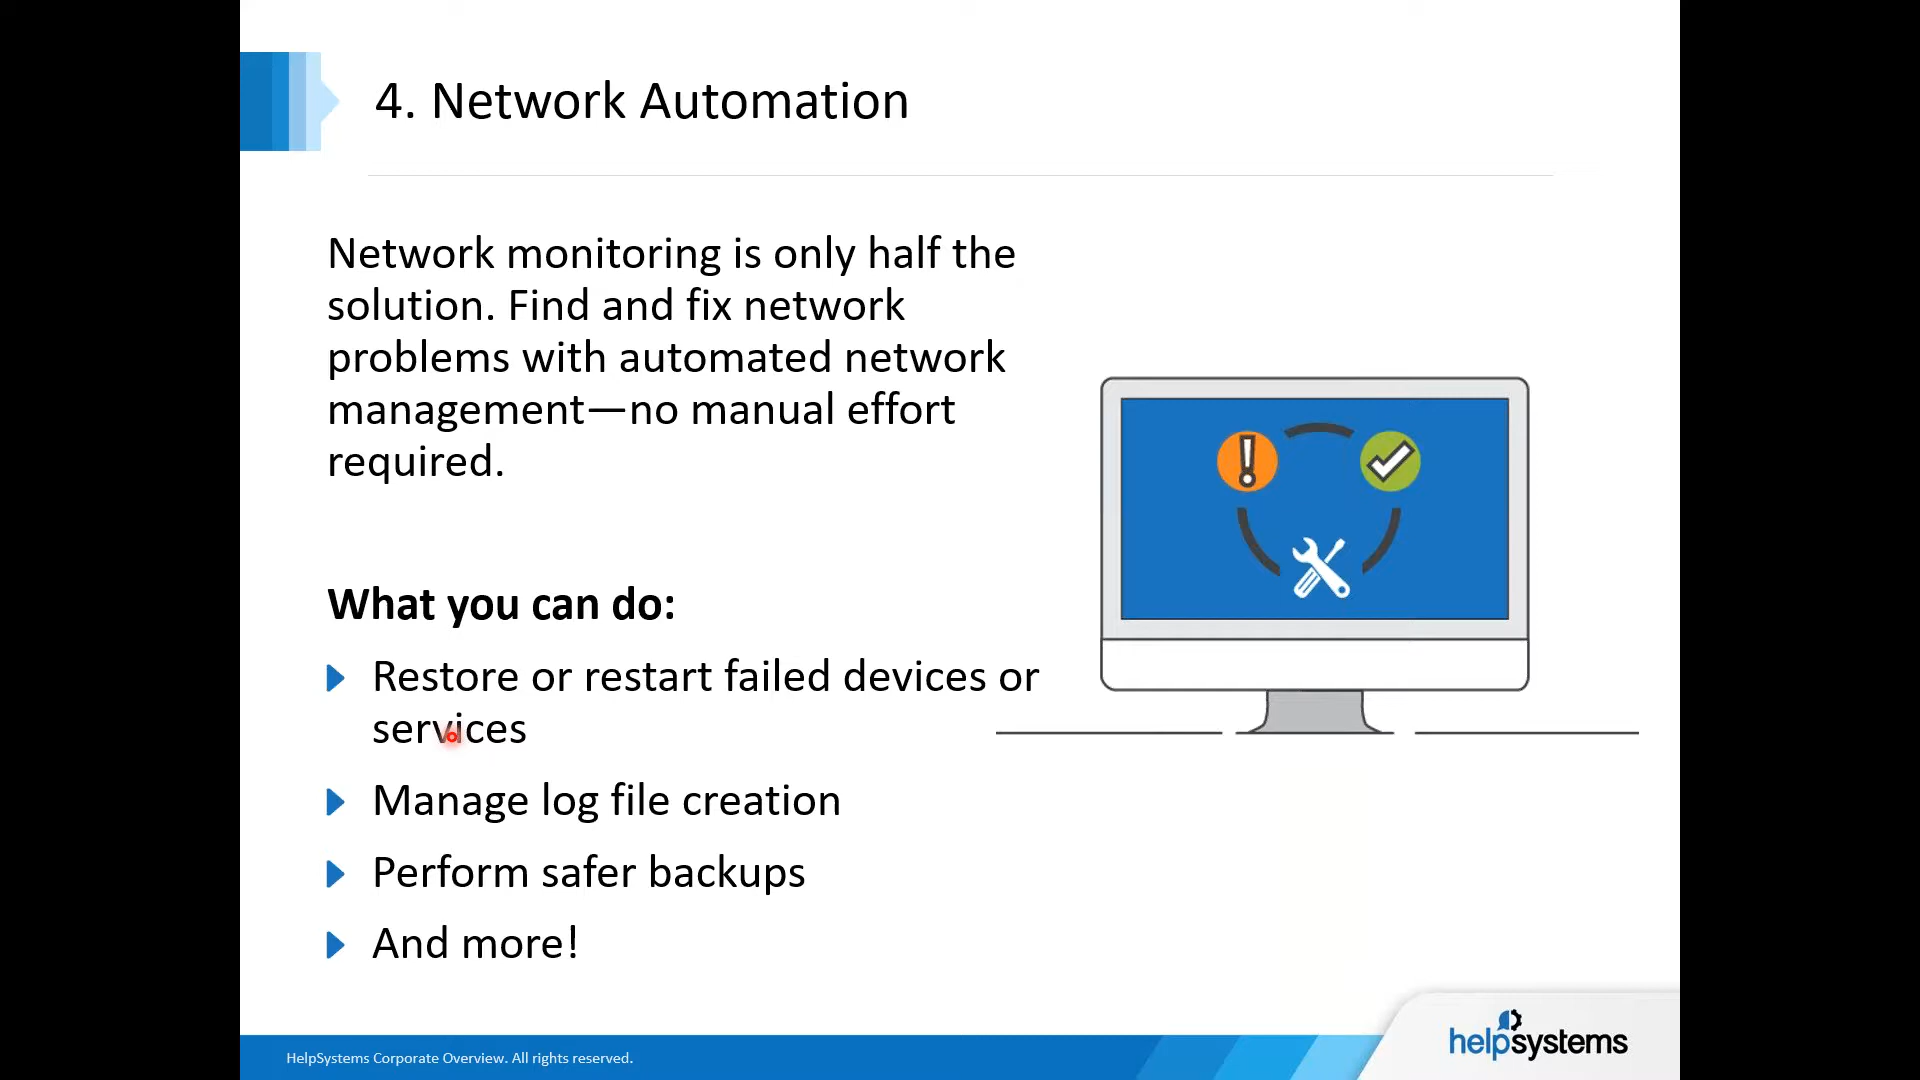 4. Network Automation
Network monitoring is only half the
solution. Find and fix network
problems with automated network
management—no manual effort
required.
What you can do:
Restore or restart failed devices or
services
Manage log file creation
Perform safer backups
And more!
HelpSystems Corporate Overview. All rights reserved.
helpsystems